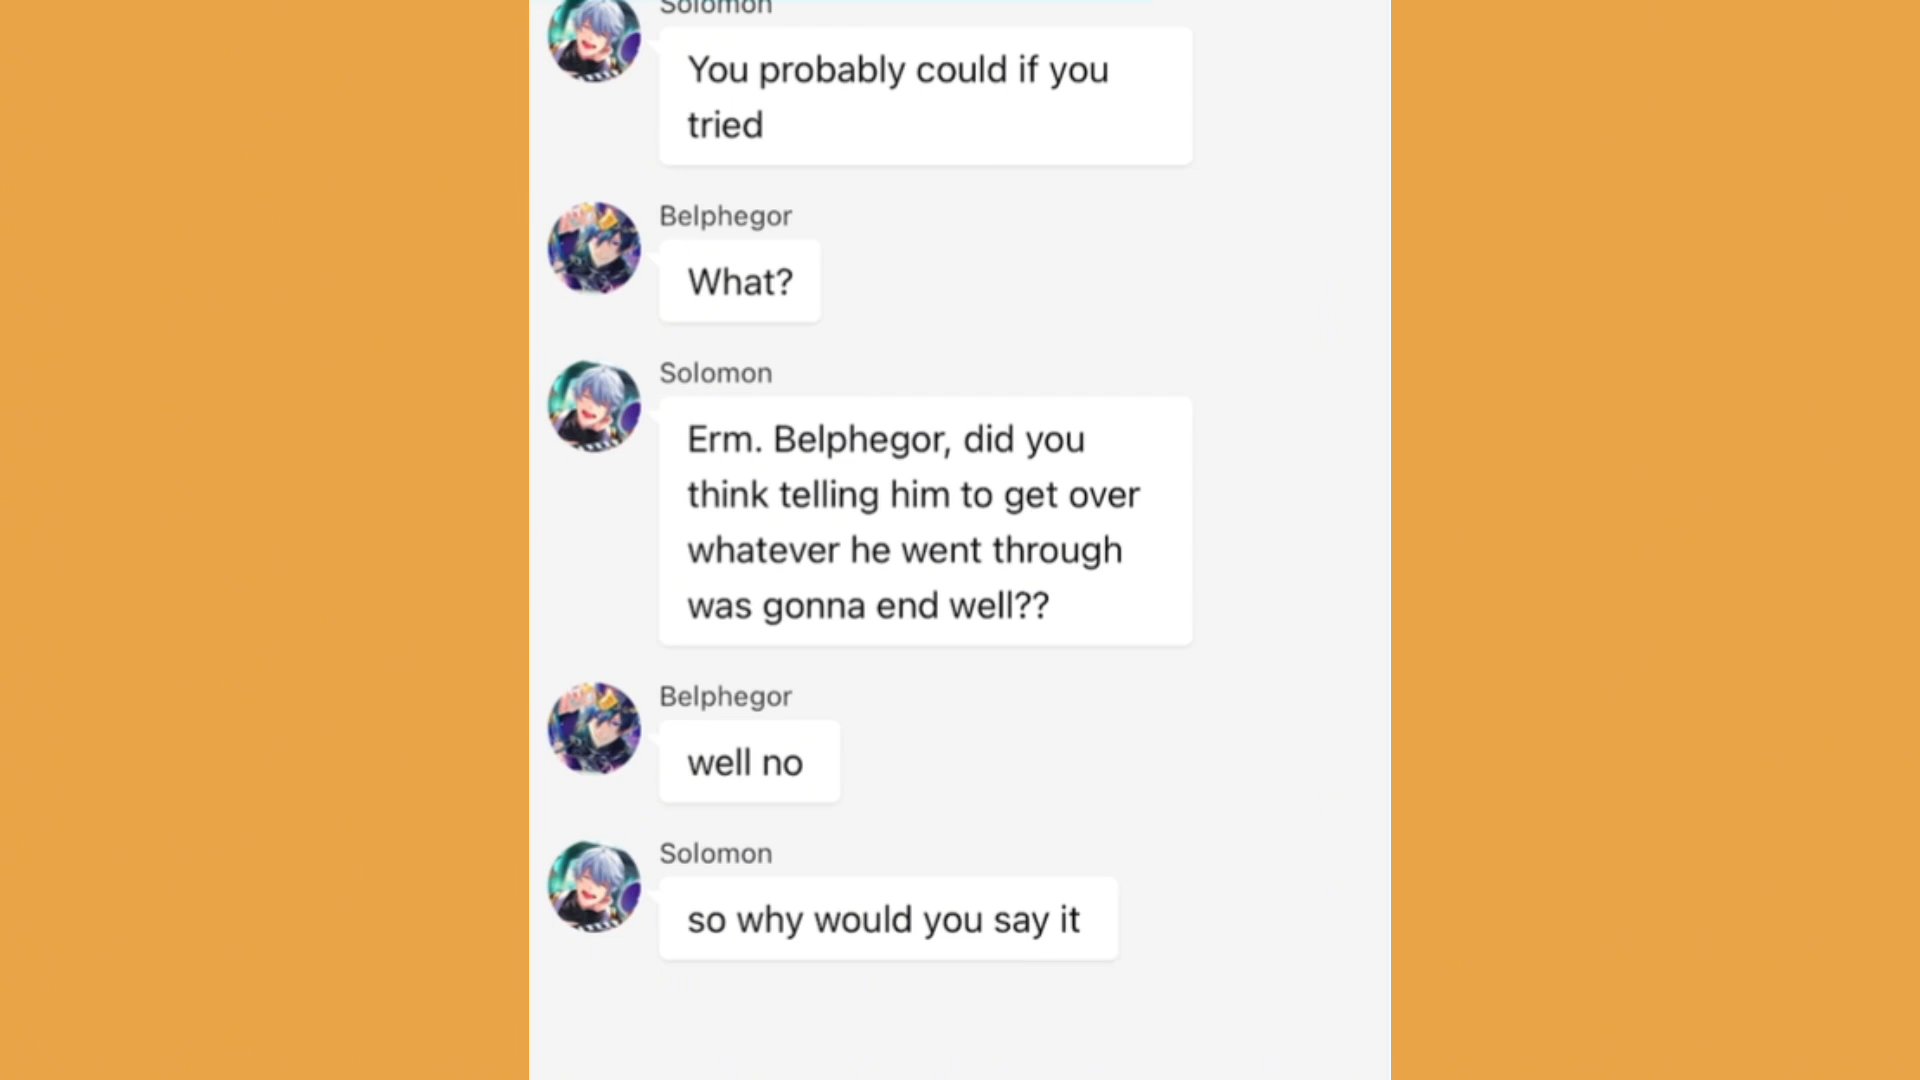 Solomon
You probably could if you
tried
Belphegor
What?
Solomon
Erm. Belphegor, did you
think telling him to get over
whatever he went through
was gonna end well??
Belphegor
well no
Solomon
so why would you say it